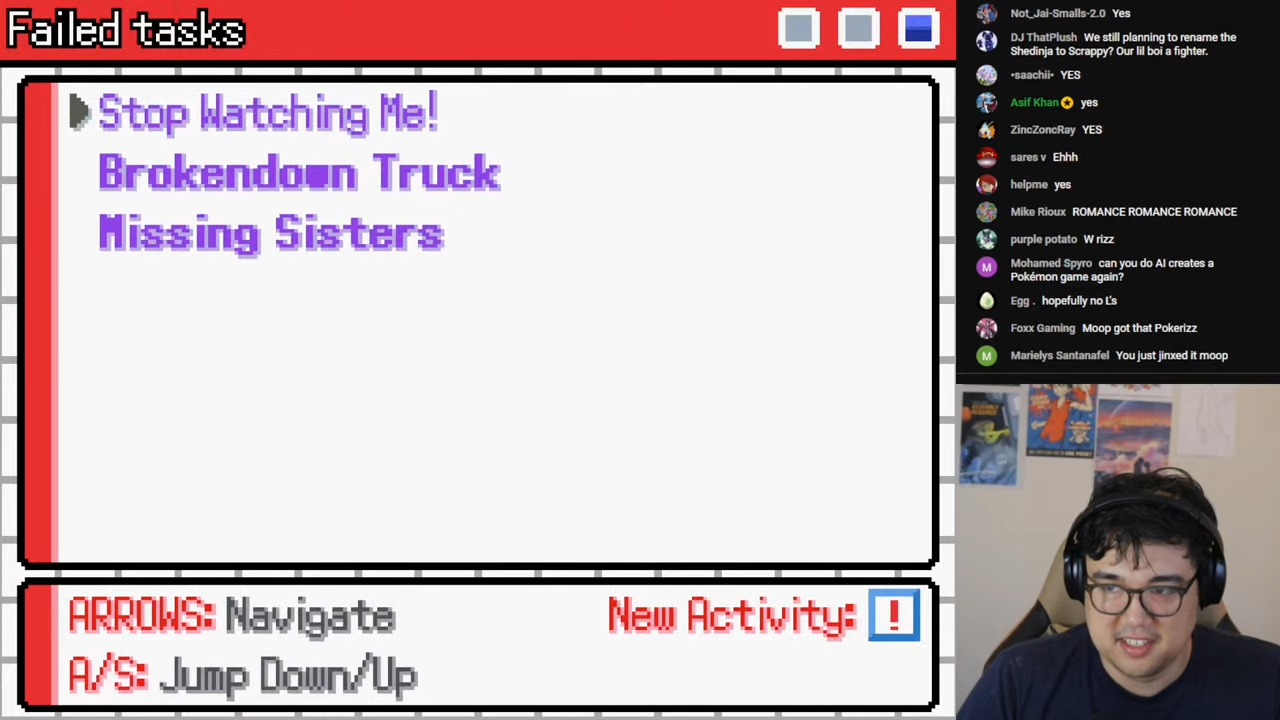 Failed tasks
Stop Watching Me!
Brokendown Truck
Missing Sisters
ARROWS: Navigate
New Activity: !
A/S: Jump Down/Up
Not_Jai-Smalls-2.0 Yes
DJ ThatPlush We still planning to rename the
Shedinja to Scrappy? Our lil boi a fighter.
•saachii• YES
Asif Khan yes
ZincZoncRay YES
sares v Ehhh
helpme yes
Mike Rioux ROMANCE ROMANCE ROMANCE
purple potato W rizz
M Mohamed Spyro can you do AI creates a
Pokémon game again?
Egg . hopefully no L's
Foxx Gaming Moop got that Pokerizz
M Marielys Santanafel You just jinxed it moop